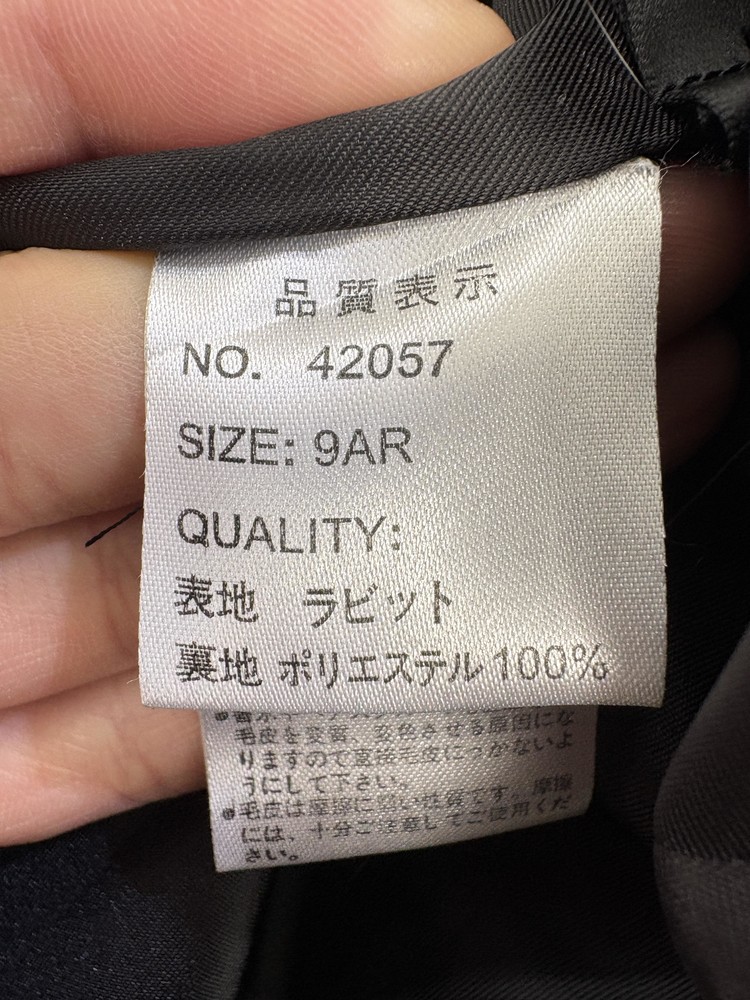 品質表示
NO. 42057
SIZE: 9AR
QUALITY:
表地 ラビット
裏地 ポリエステル100%
毛皮を変質、変色させる原因にな
りますので直接毛皮につかないよ
うにして下さい。
●毛皮は摩擦に弱い性質です。摩擦
には、十分ご注意してご使用くだ
さい。